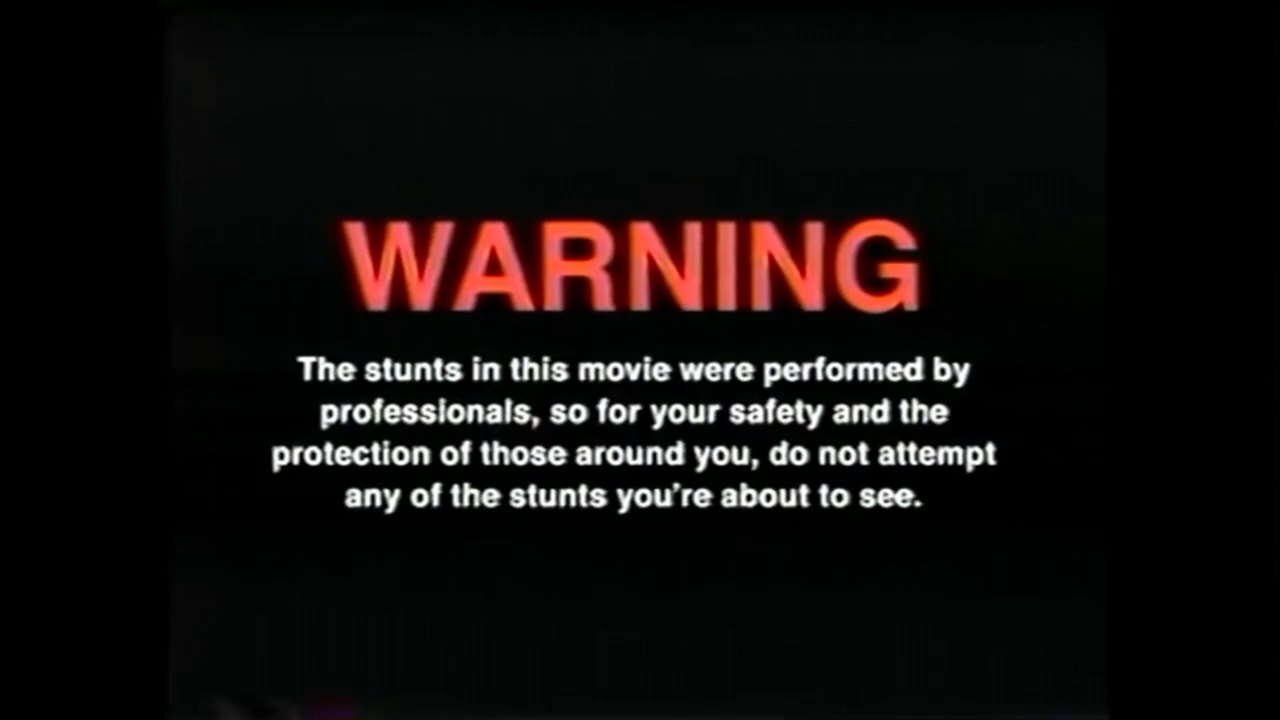 WARNING
The stunts in this movie were performed by
professionals, so for your safety and the
protection of those around you, do not attempt
any of the stunts you're about to see.